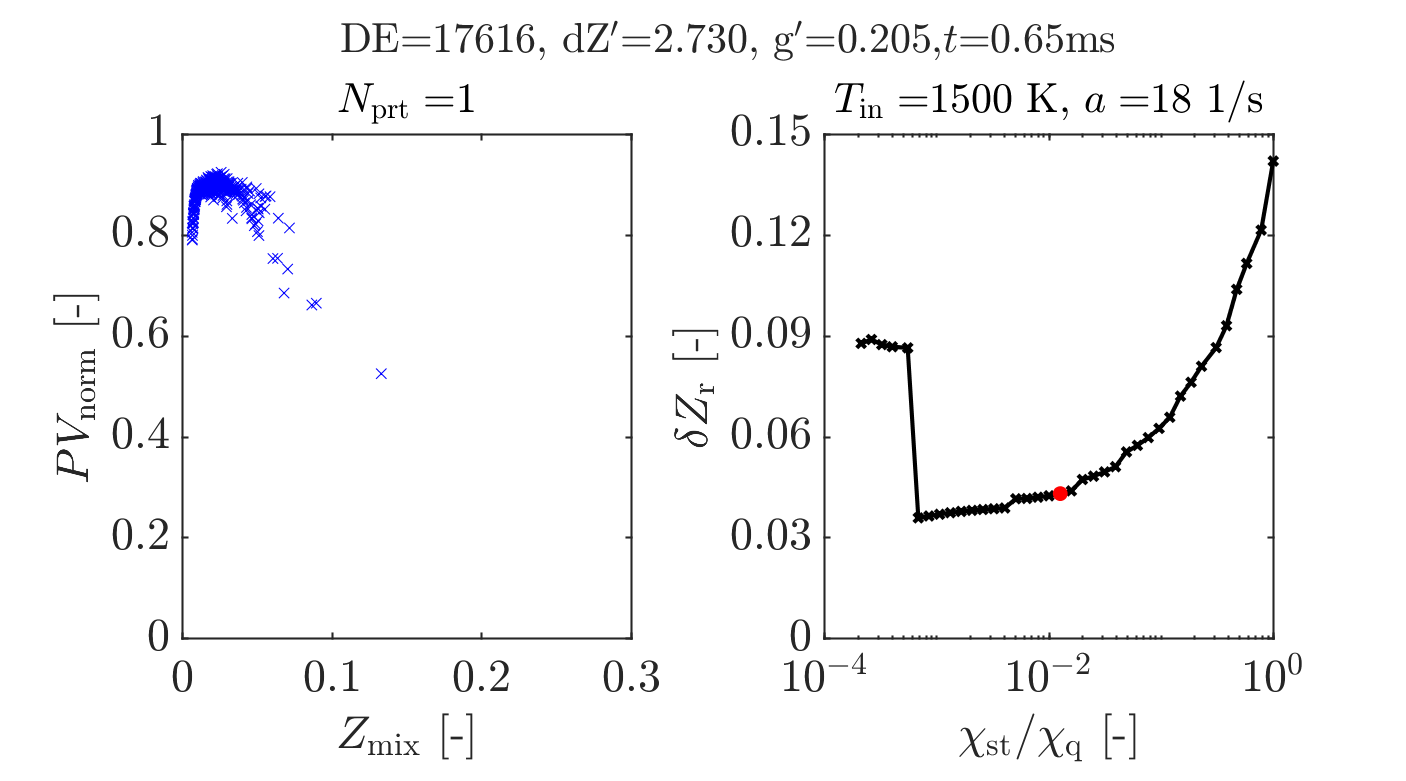 DE=17616, dZ′=2.730, g′=0.205,t=0.65ms
N_prt =1
T_in =1500 K, a =18 1/s
1
0.8
0.6
0.4
0.2
0
PV_norm [-]
0 0.1 0.2 0.3
Z_mix [-]
0.15
0.12
0.09
0.06
0.03
0
δZ_r [-]
10^−4 10^−2 10^0
χ_st/χ_q [-]